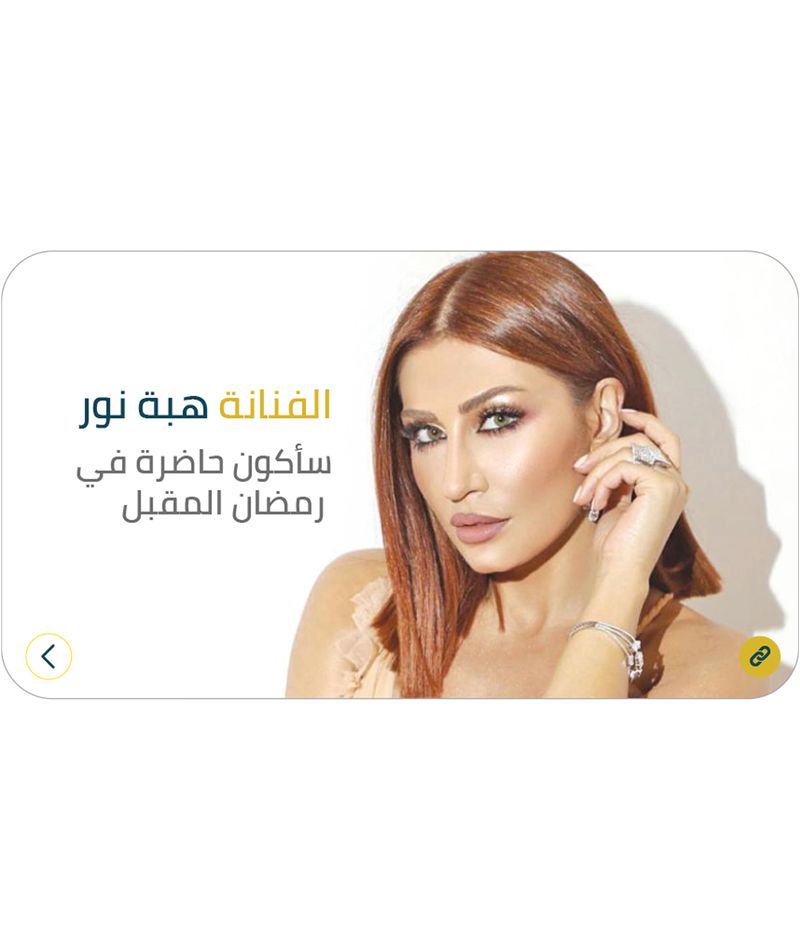 الفنانة هبة نور
سأكون حاضرة في
رمضان المقبل